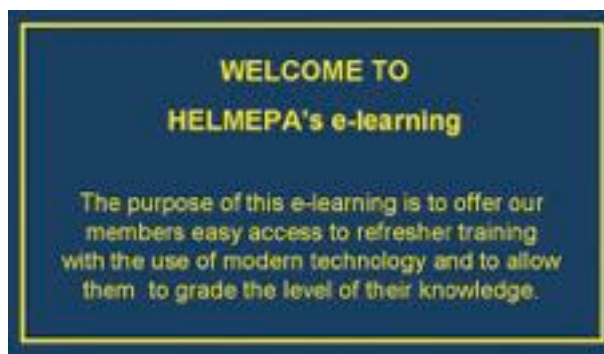 WELCOME TO
HELMEPA's e-learning
The purpose of this e-learning is to offer our
members easy access to refresher training
with the use of modern technology and to allow
them to grade the level of their knowledge.